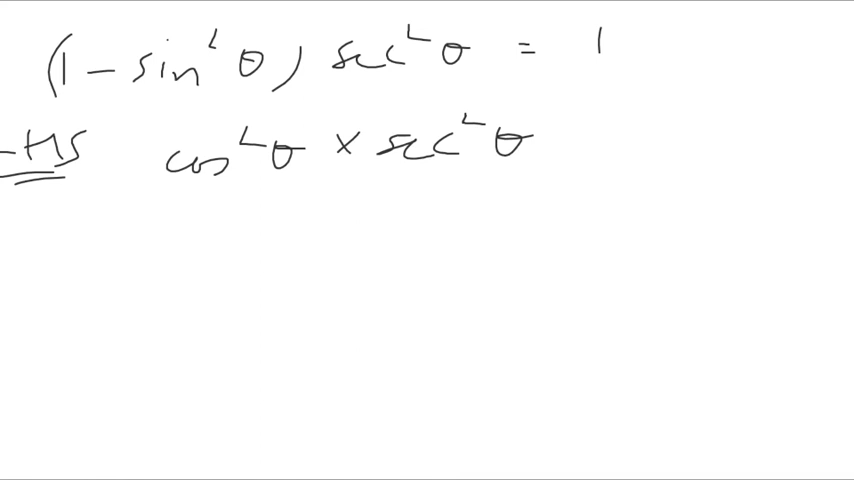 (1 - sin²θ) sec²θ = 1
LHS cos²θ × sec²θ